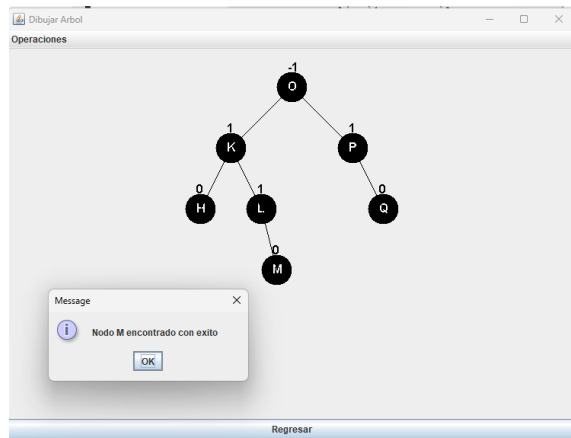 Dibujar Arbol
Operaciones
-1
O
1 1
K P
0 1 0
H L Q
0
M
Message
Nodo M encontrado con exito
OK
Regresar